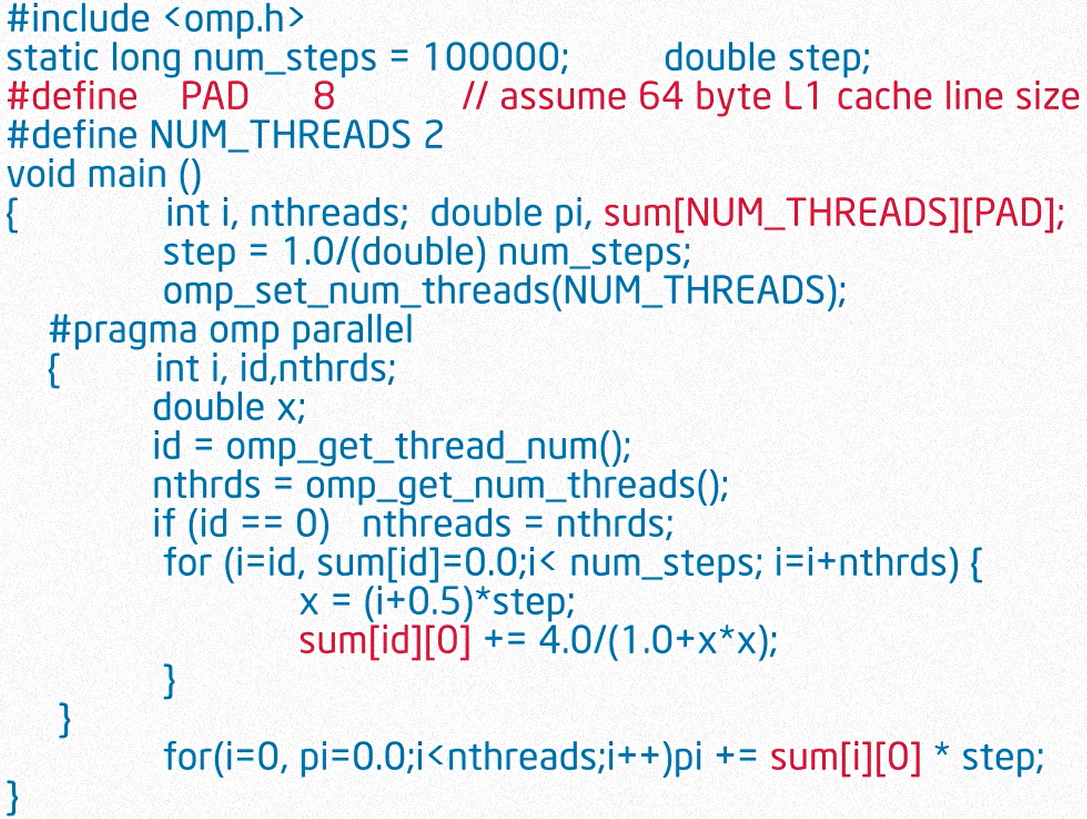 #include <omp.h>
static long num_steps = 100000; double step;
#define PAD 8 // assume 64 byte L1 cache line size
#define NUM_THREADS 2
void main ()
{ int i, nthreads; double pi, sum[NUM_THREADS][PAD];
step = 1.0/(double) num_steps;
omp_set_num_threads(NUM_THREADS);
#pragma omp parallel
{ int i, id,nthrds;
double x;
id = omp_get_thread_num();
nthrds = omp_get_num_threads();
if (id == 0) nthreads = nthrds;
for (i=id, sum[id]=0.0;i< num_steps; i=i+nthrds) {
x = (i+0.5)*step;
sum[id][0] += 4.0/(1.0+x*x);
}
}
for(i=0, pi=0.0;i<nthreads;i++)pi += sum[i][0] * step;
}